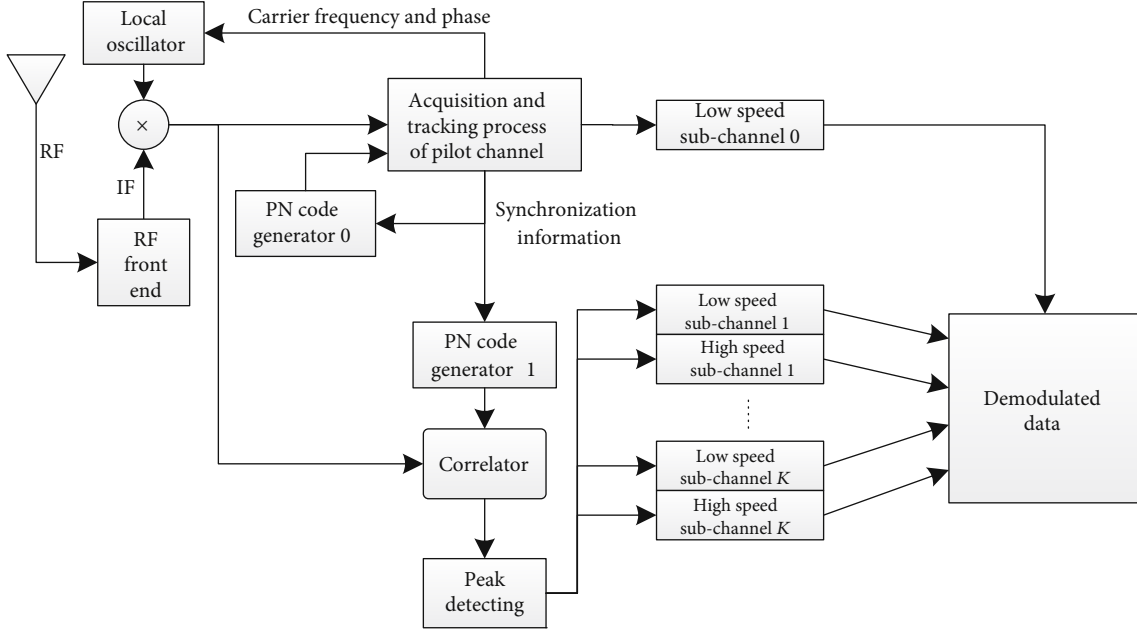 Local
oscillator
Carrier frequency and phase
×
RF
IF
RF
front
end
Acquisition and
tracking process
of pilot channel
PN code
generator 0
Synchronization
information
Low speed
sub-channel 0
PN code
generator 1
Correlator
Peak
detecting
Low speed
sub-channel 1
High speed
sub-channel 1
Low speed
sub-channel K
High speed
sub-channel K
Demodulated
data